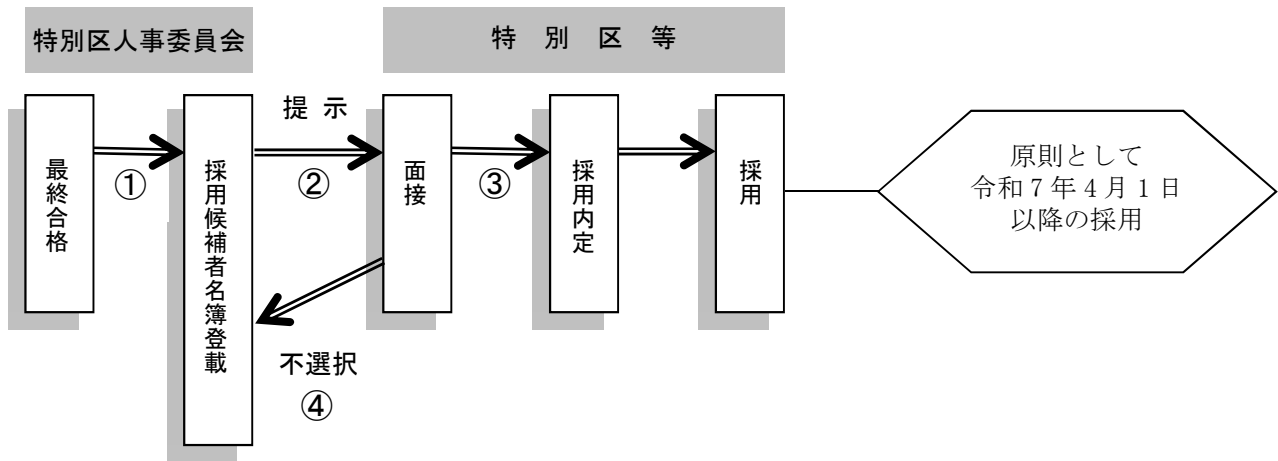 特別区人事委員会
特別区等
提示
最終合格
①
採用候補者名簿登載
②
面接
③
採用内定
採用
原則として
令和７年４月１日
以降の採用
不選択
④